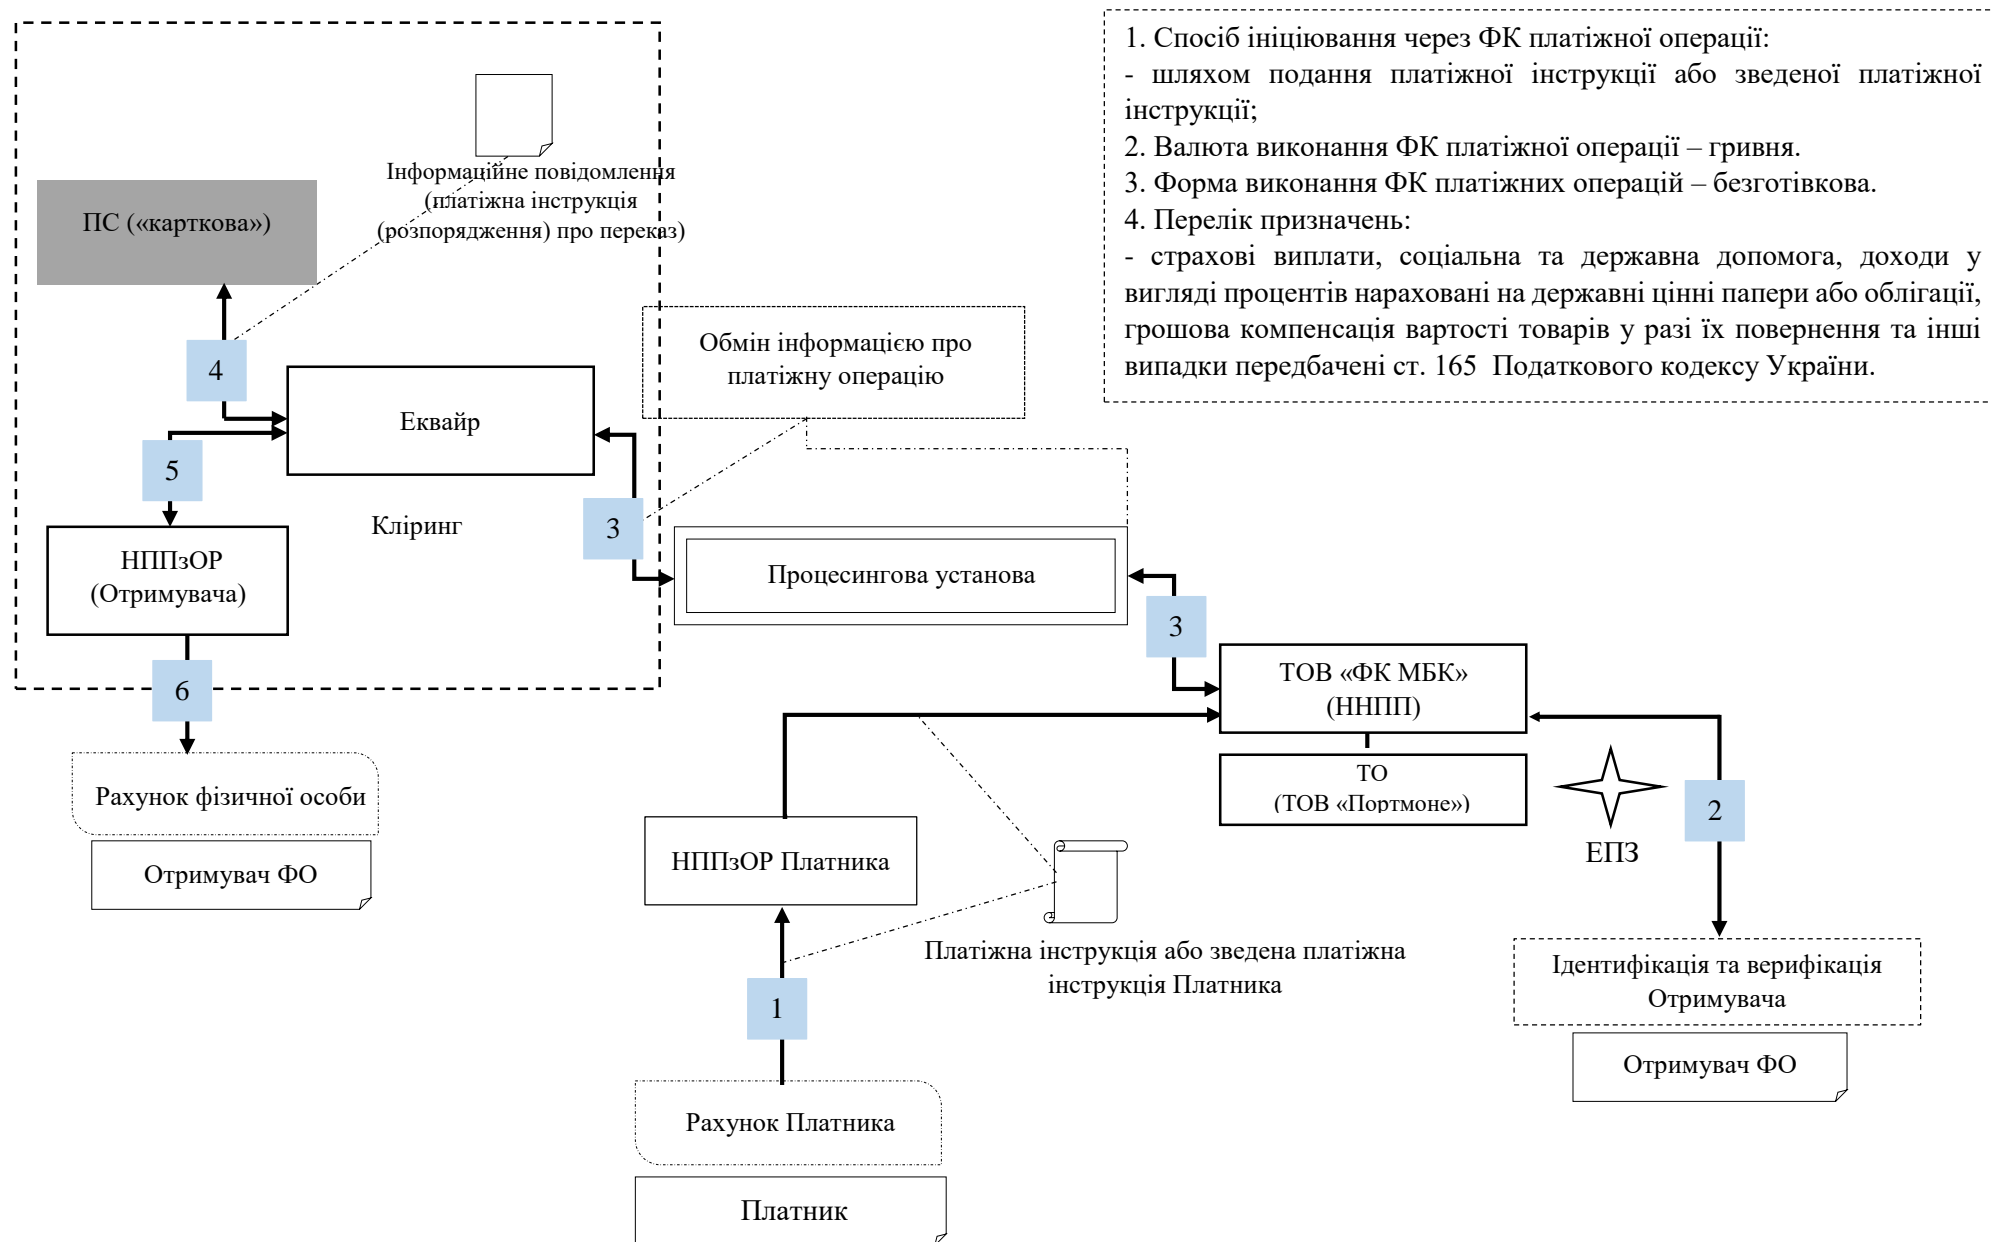 1. Спосіб ініціювання через ФК платіжної операції:
- шляхом подання платіжної інструкції або зведеної платіжної
інструкції;
2. Валюта виконання ФК платіжної операції – гривня.
3. Форма виконання ФК платіжних операцій – безготівкова.
4. Перелік призначень:
- страхові виплати, соціальна та державна допомога, доходи у
вигляді процентів нараховані на державні цінні папери або облігації,
грошова компенсація вартості товарів у разі їх повернення та інші
випадки передбачені ст. 165 Податкового кодексу України.
Інформаційне повідомлення
(платіжна інструкція
(розпорядження) про переказ)
ПС («карткова»)
4
Обмін інформацією про
платіжну операцію
Еквайр
5
Кліринг
3
НППзОР
(Отримувача)
Процесингова установа
3
6
ТОВ «ФК МБК»
(ННПП)
ТО
(ТОВ «Портмоне»)
ЕПЗ
2
Рахунок фізичної особи
Отримувач ФО
НППзОР Платника
Платіжна інструкція або зведена платіжна
інструкція Платника
1
Ідентифікація та верифікація
Отримувача
Отримувач ФО
Рахунок Платника
Платник